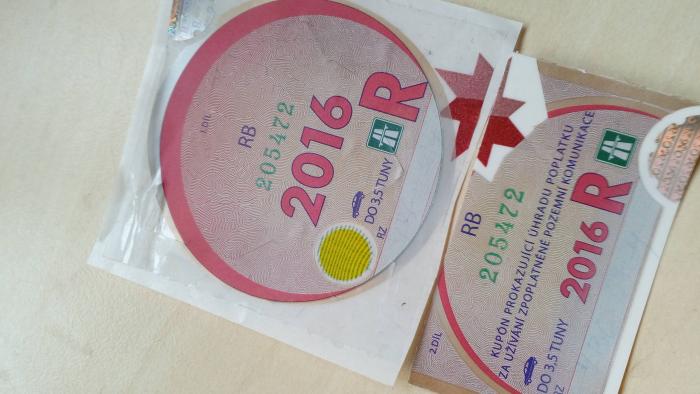 1.DÍL
RB
205472
2016
R
DO 3,5 TUNY
RZ
2.DÍL
RB
205472
KUPÓN PROKAZUJÍCÍ ÚHRADU POPLATKU
ZA UŽÍVÁNÍ ZPOPLATNĚNÉ POZEMNÍ KOMUNIKACE
2016 R
DO 3,5 TUNY
RZ